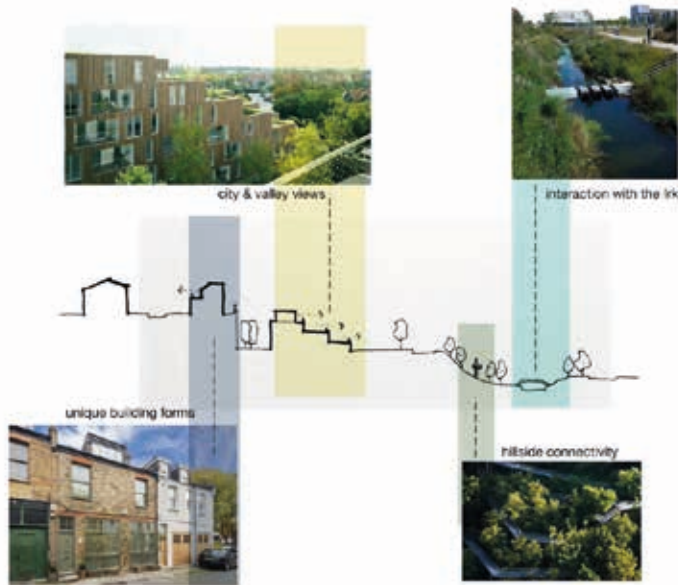 city & valley views
interaction with the Irk
unique building forms
hillside connectivity